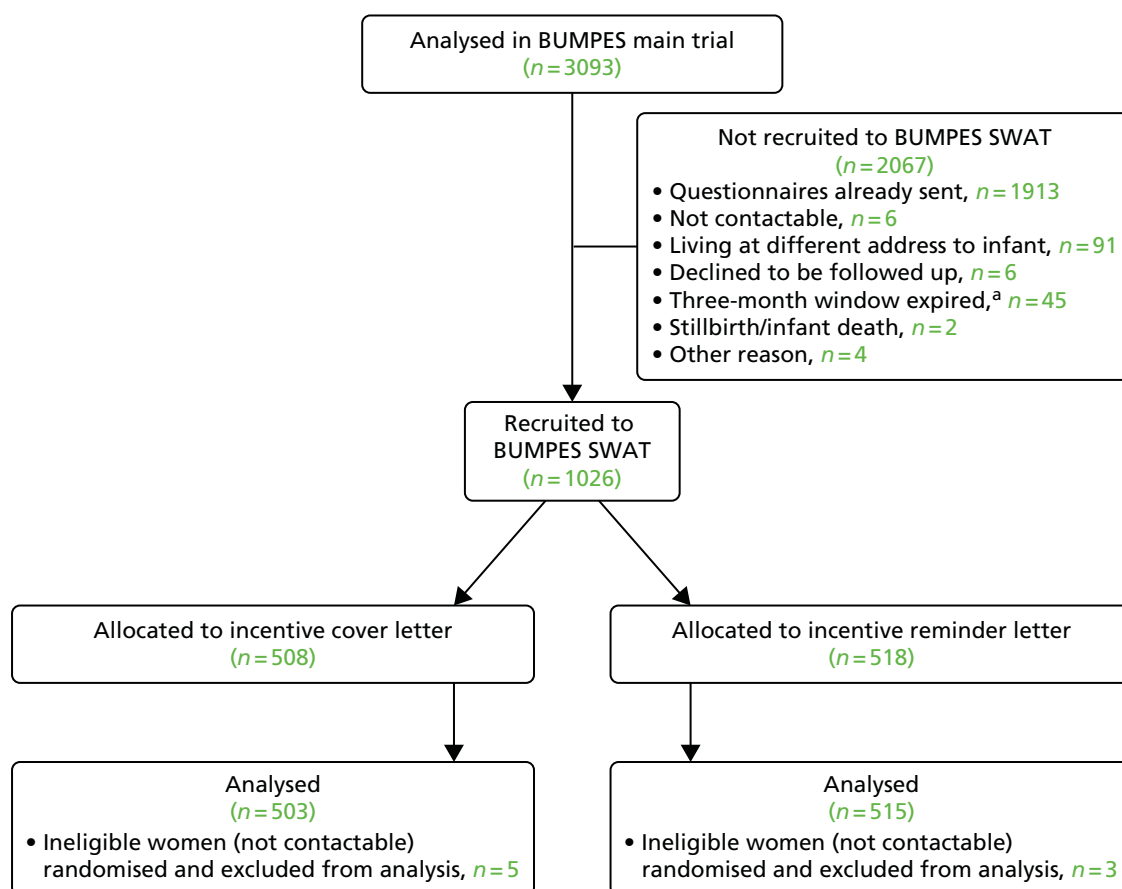 Analysed in BUMPES main trial
(n=3093)
Not recruited to BUMPES SWAT
(n=2067)
• Questionnaires already sent, n=1913
• Not contactable, n=6
• Living at different address to infant, n=91
• Declined to be followed up, n=6
• Three-month window expired,ᵃ n=45
• Stillbirth/infant death, n=2
• Other reason, n=4
Recruited to
BUMPES SWAT
(n=1026)
Allocated to incentive cover letter
(n=508)
Allocated to incentive reminder letter
(n=518)
Analysed
(n=503)
• Ineligible women (not contactable)
randomised and excluded from analysis, n=5
Analysed
(n=515)
• Ineligible women (not contactable)
randomised and excluded from analysis, n=3